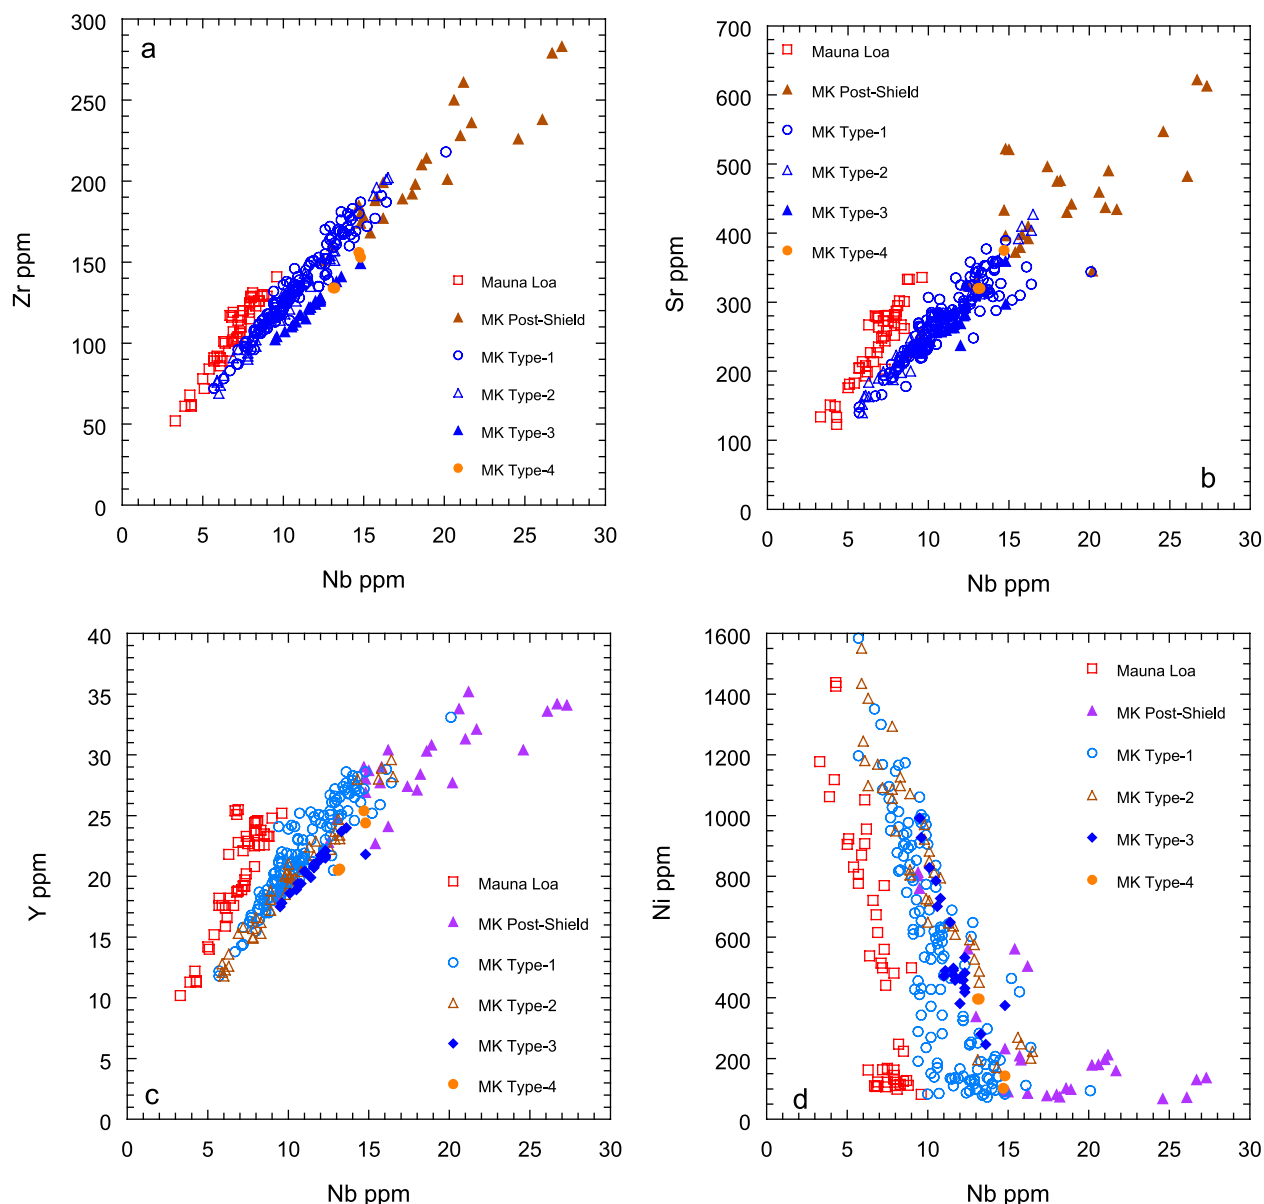 a
Zr ppm
300
250
200
150
100
50
0
0 5 10 15 20 25 30
Nb ppm
Mauna Loa
MK Post-Shield
MK Type-1
MK Type-2
MK Type-3
MK Type-4
b
Sr ppm
700
600
500
400
300
200
100
0
0 5 10 15 20 25 30
Nb ppm
Mauna Loa
MK Post-Shield
MK Type-1
MK Type-2
MK Type-3
MK Type-4
c
Y ppm
40
35
30
25
20
15
10
5
0
0 5 10 15 20 25 30
Nb ppm
Mauna Loa
MK Post-Shield
MK Type-1
MK Type-2
MK Type-3
MK Type-4
d
Ni ppm
1600
1400
1200
1000
800
600
400
200
0
0 5 10 15 20 25 30
Nb ppm
Mauna Loa
MK Post-Shield
MK Type-1
MK Type-2
MK Type-3
MK Type-4